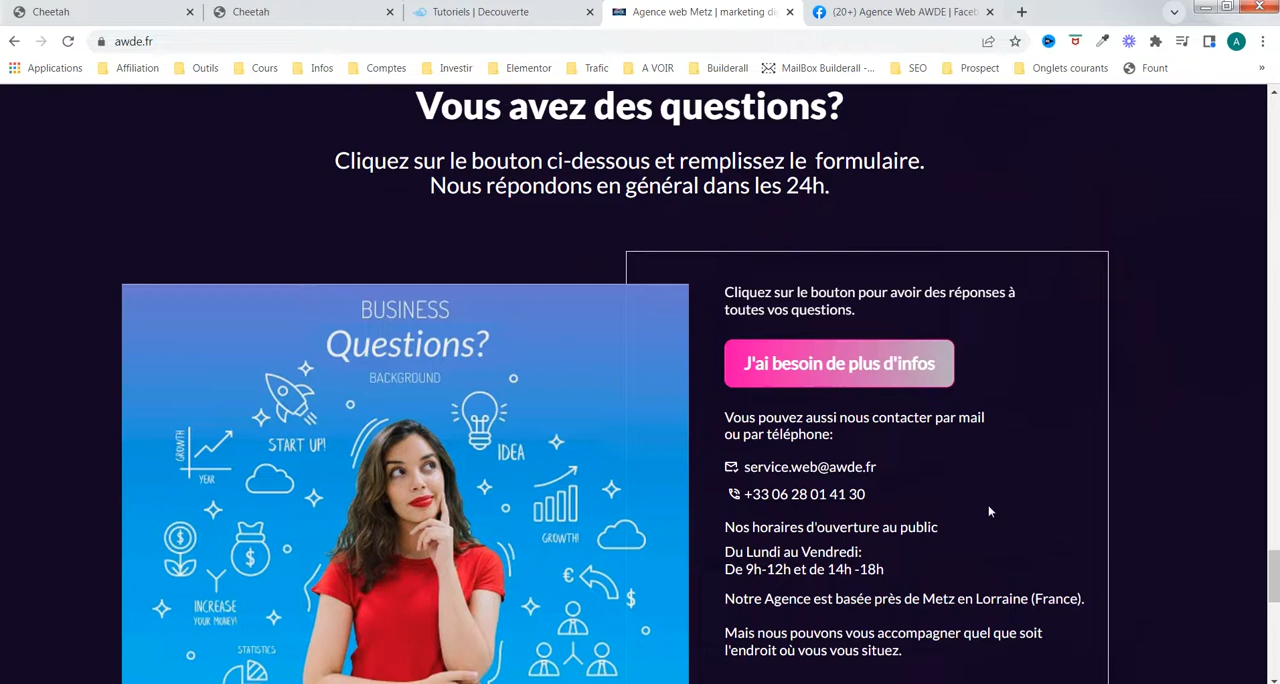 Cheetah
Cheetah
Tutoriels | Decouverte
Agence web Metz | marketing di
(20+) Agence Web AWDE | Faceb
awde.fr
A
Applications
Affiliation
Outils
Cours
Infos
Comptes
Investir
Elementor
Trafic
A VOIR
Builderall
MailBox Builderall -...
SEO
Prospect
Onglets courants
Fount
»
Vous avez des questions?
Cliquez sur le bouton ci-dessous et remplissez le formulaire.
Nous répondons en général dans les 24h.
BUSINESS
Questions?
BACKGROUND
START UP!
IDEA
GROWTH
YEAR
GROWTH!
INCREASE
YOUR MONEY!
STATISTICS
Cliquez sur le bouton pour avoir des réponses à
toutes vos questions.
J'ai besoin de plus d'infos
Vous pouvez aussi nous contacter par mail
ou par téléphone:
service.web@awde.fr
+33 06 28 01 41 30
Nos horaires d'ouverture au public
Du Lundi au Vendredi:
De 9h-12h et de 14h -18h
Notre Agence est basée près de Metz en Lorraine (France).
Mais nous pouvons vous accompagner quel que soit
l'endroit où vous vous situez.